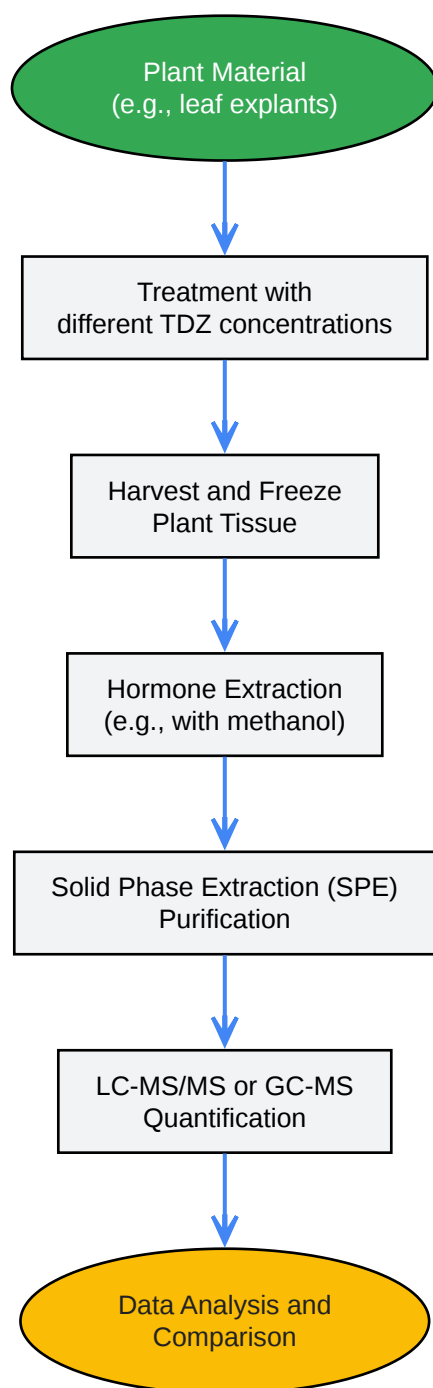 Plant Material
(e.g., leaf explants)
Treatment with
different TDZ concentrations
Harvest and Freeze
Plant Tissue
Hormone Extraction
(e.g., with methanol)
Solid Phase Extraction (SPE)
Purification
LC-MS/MS or GC-MS
Quantification
Data Analysis and
Comparison